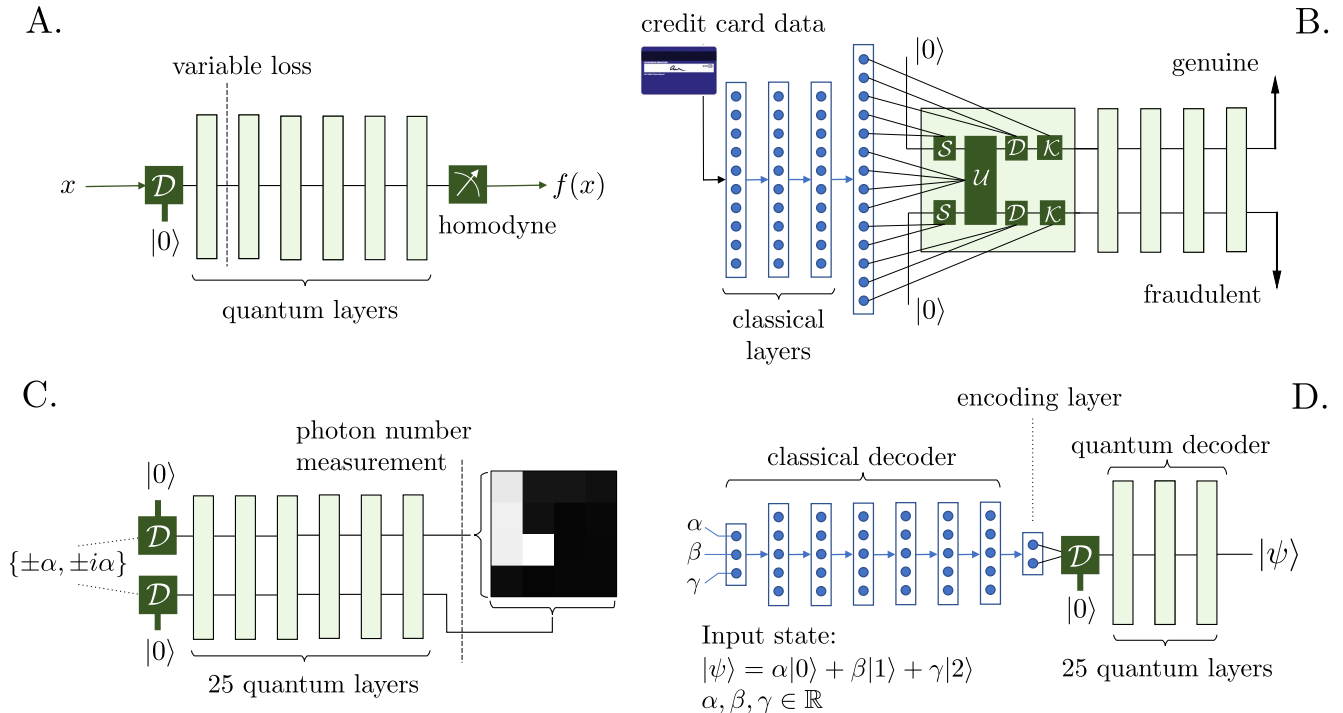 A.
variable loss
x
𝒟
|0⟩
f(x)
homodyne
quantum layers
B.
credit card data
|0⟩
genuine
𝒮
𝒟
𝒦
𝒰
𝒮
𝒟
𝒦
fraudulent
|0⟩
classical
layers
C.
photon number
measurement
|0⟩
𝒟
{±α, ±iα}
𝒟
|0⟩
25 quantum layers
D.
encoding layer
quantum decoder
classical decoder
α
β
γ
𝒟
|ψ⟩
|0⟩
Input state:
|ψ⟩ = α|0⟩ + β|1⟩ + γ|2⟩
α, β, γ ∈ ℝ
25 quantum layers